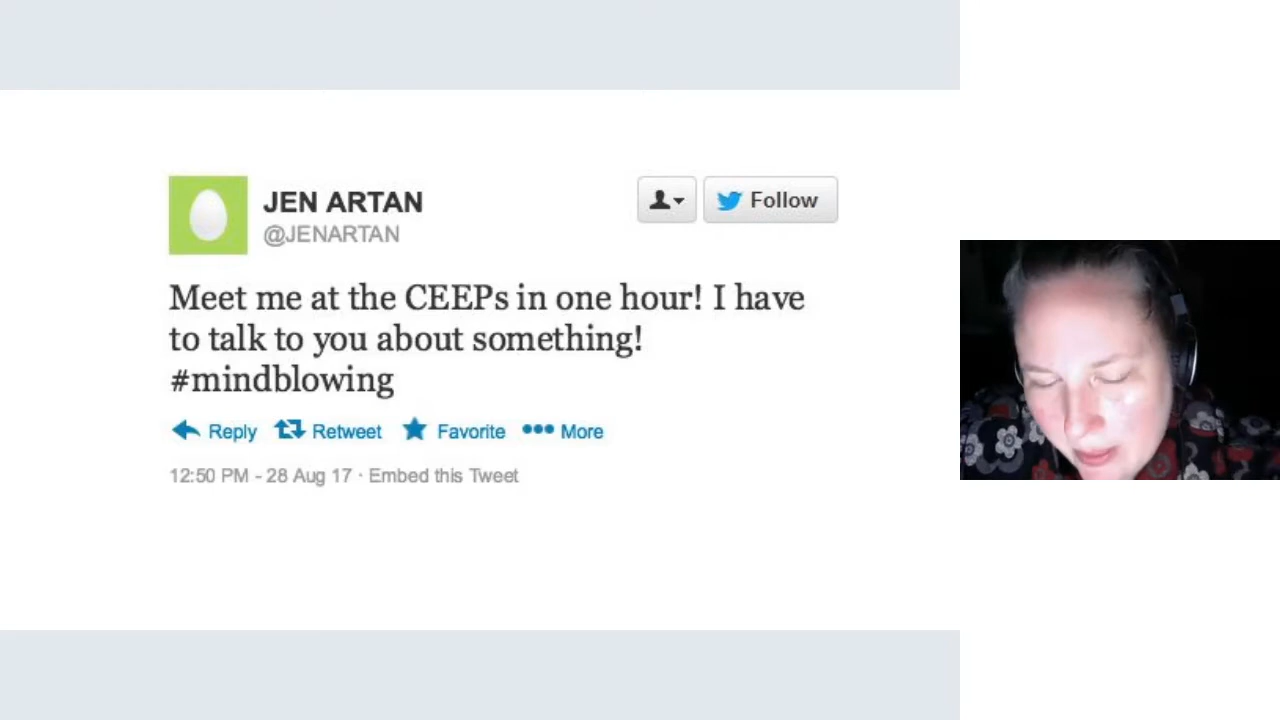 JEN ARTAN
@JENARTAN
Follow
Meet me at the CEEPs in one hour! I have
to talk to you about something!
#mindblowing
Reply Retweet Favorite More
12:50 PM - 28 Aug 17 · Embed this Tweet